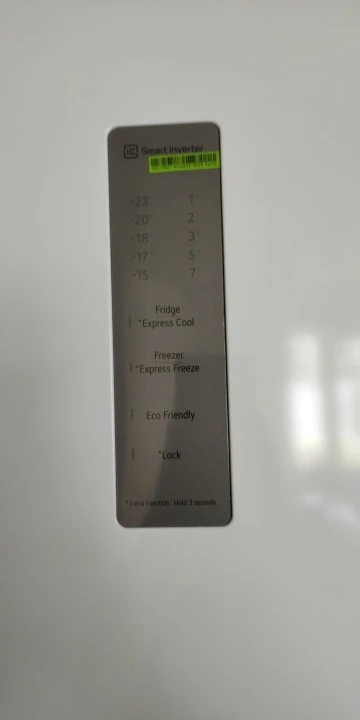 Smart Inverter
-23 1
-20 2
-18 3
-17 5
-15 7
Fridge
*Express Cool
Freezer
*Express Freeze
Eco Friendly
*Lock
* Extra Function : Hold 3 seconds